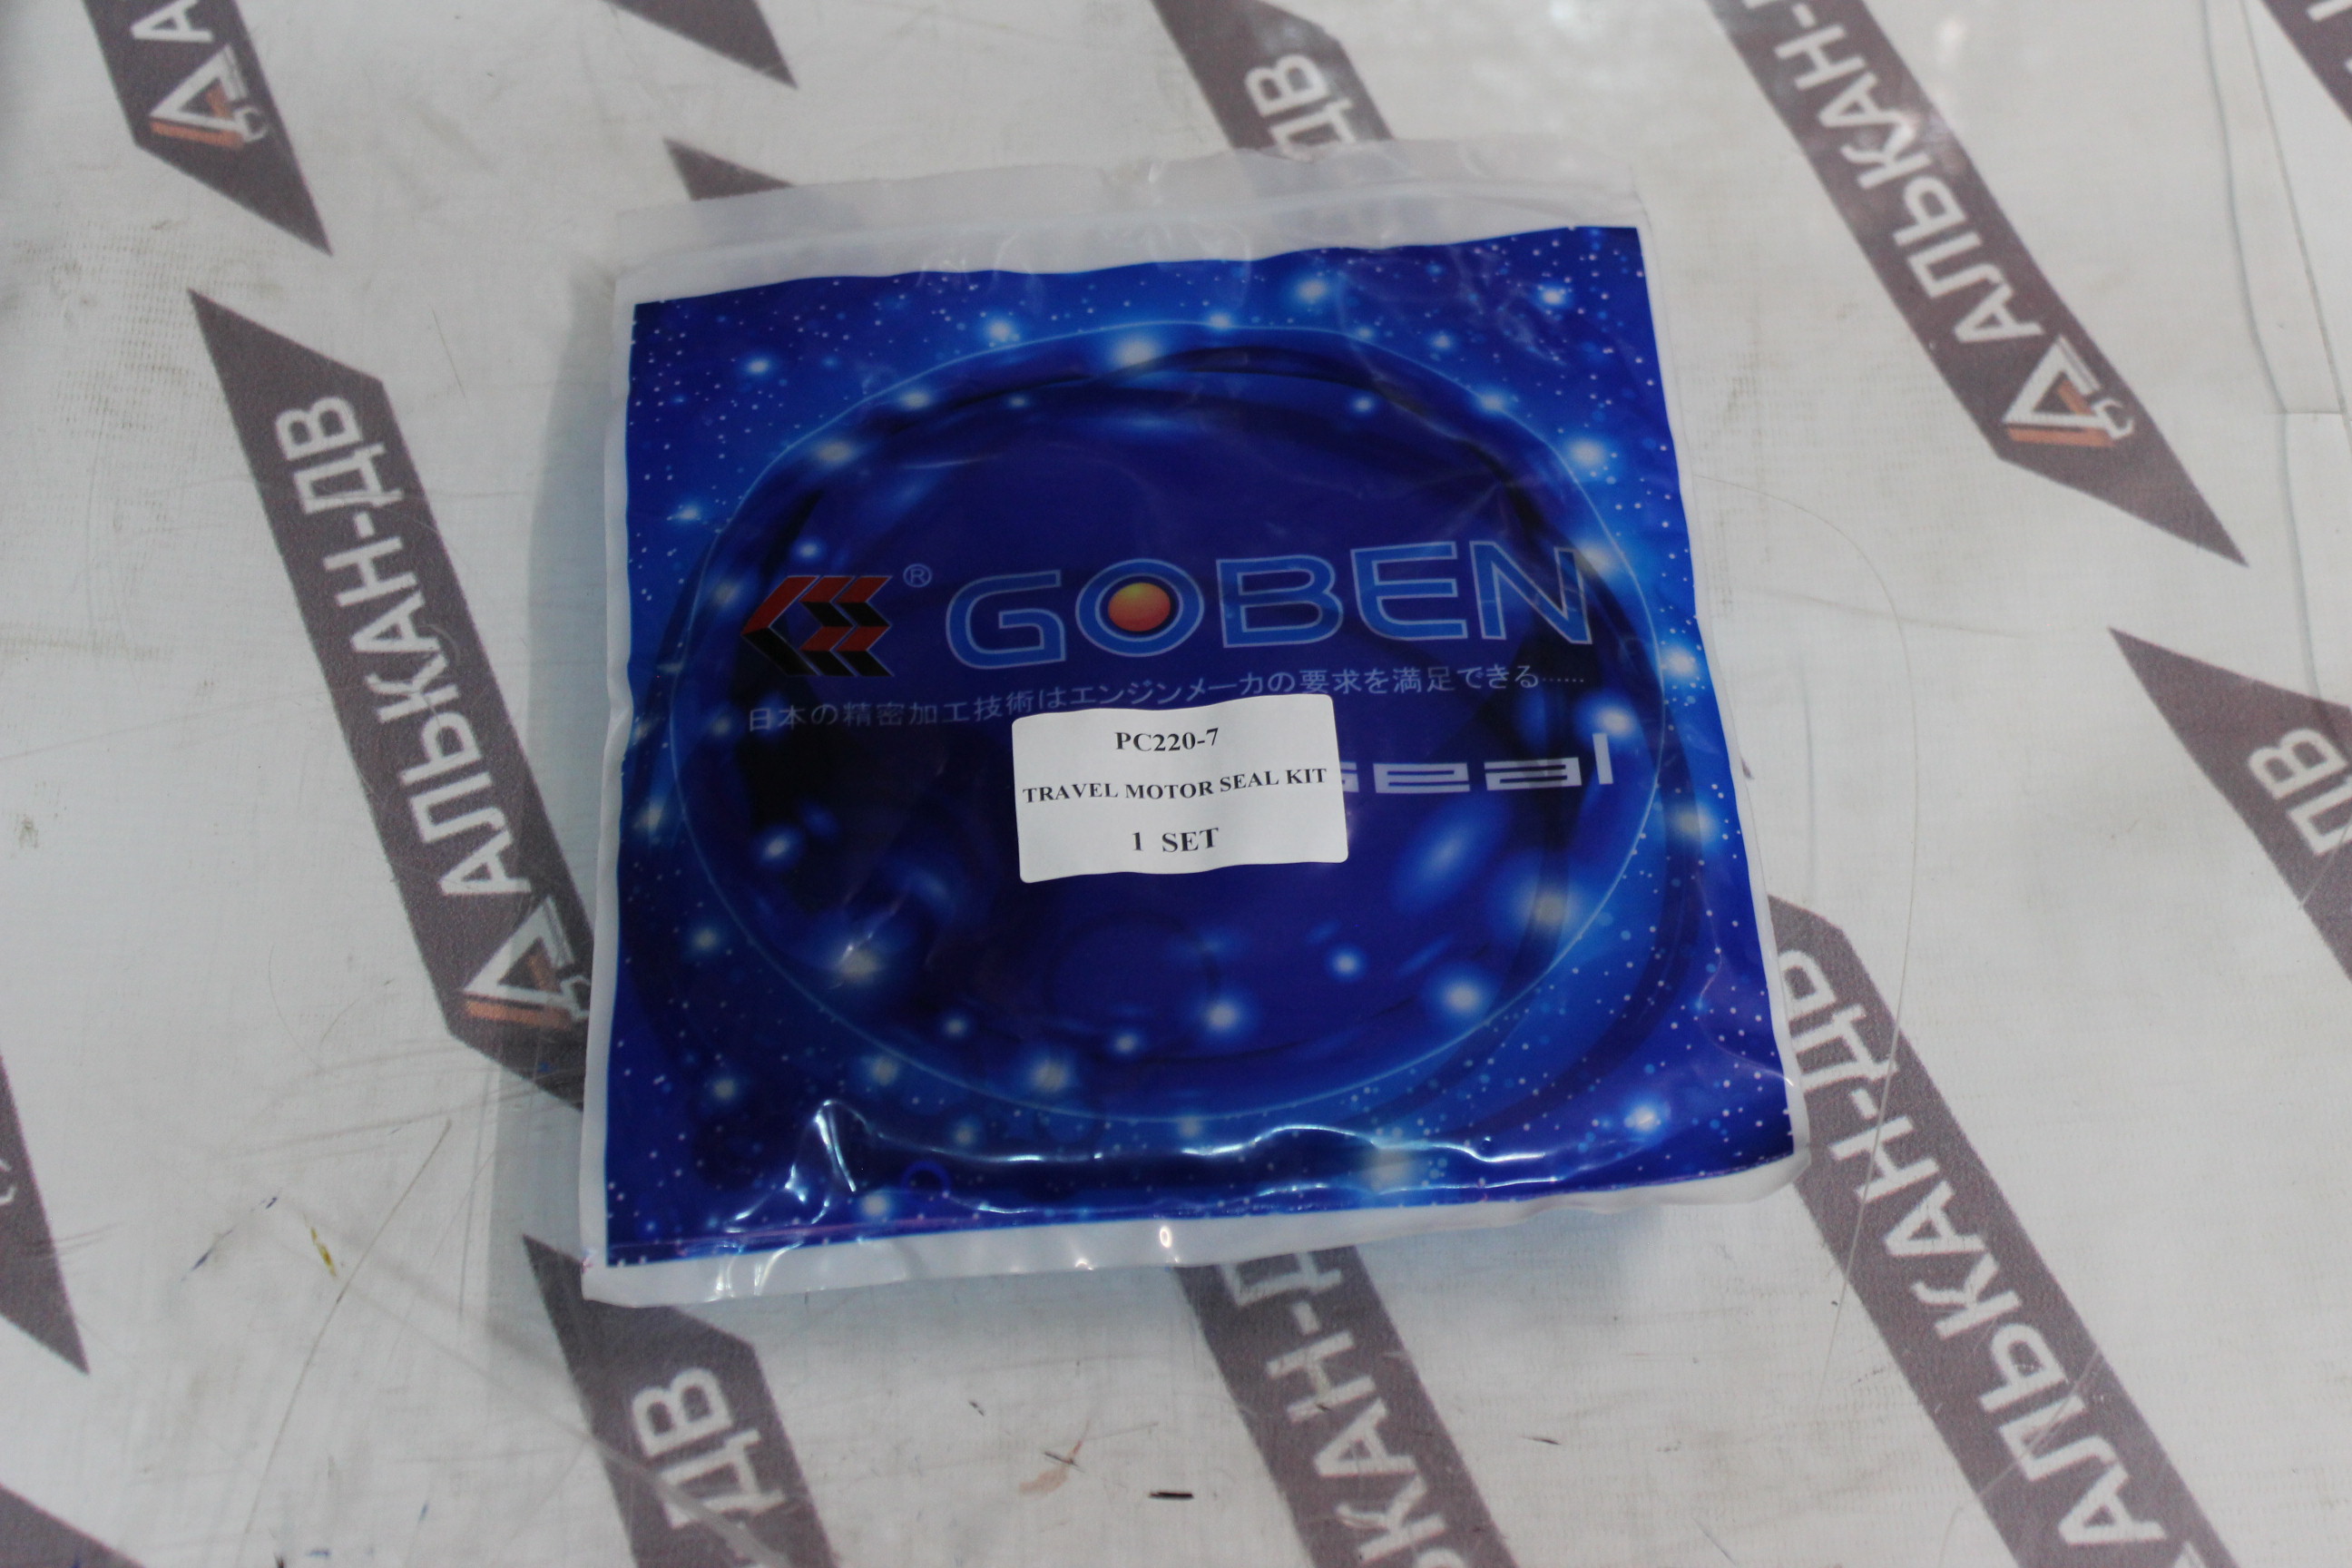 ® GOBEN
日本の精密加工技術はエンジンメーカの要求を満足できる......
seal
PC220-7
TRAVEL MOTOR SEAL KIT
1 SET
АЛЬКАН-ДВ
АЛЬКАН-
ДВ
АЛЬКАН-ДВ
ДВ
ДВ